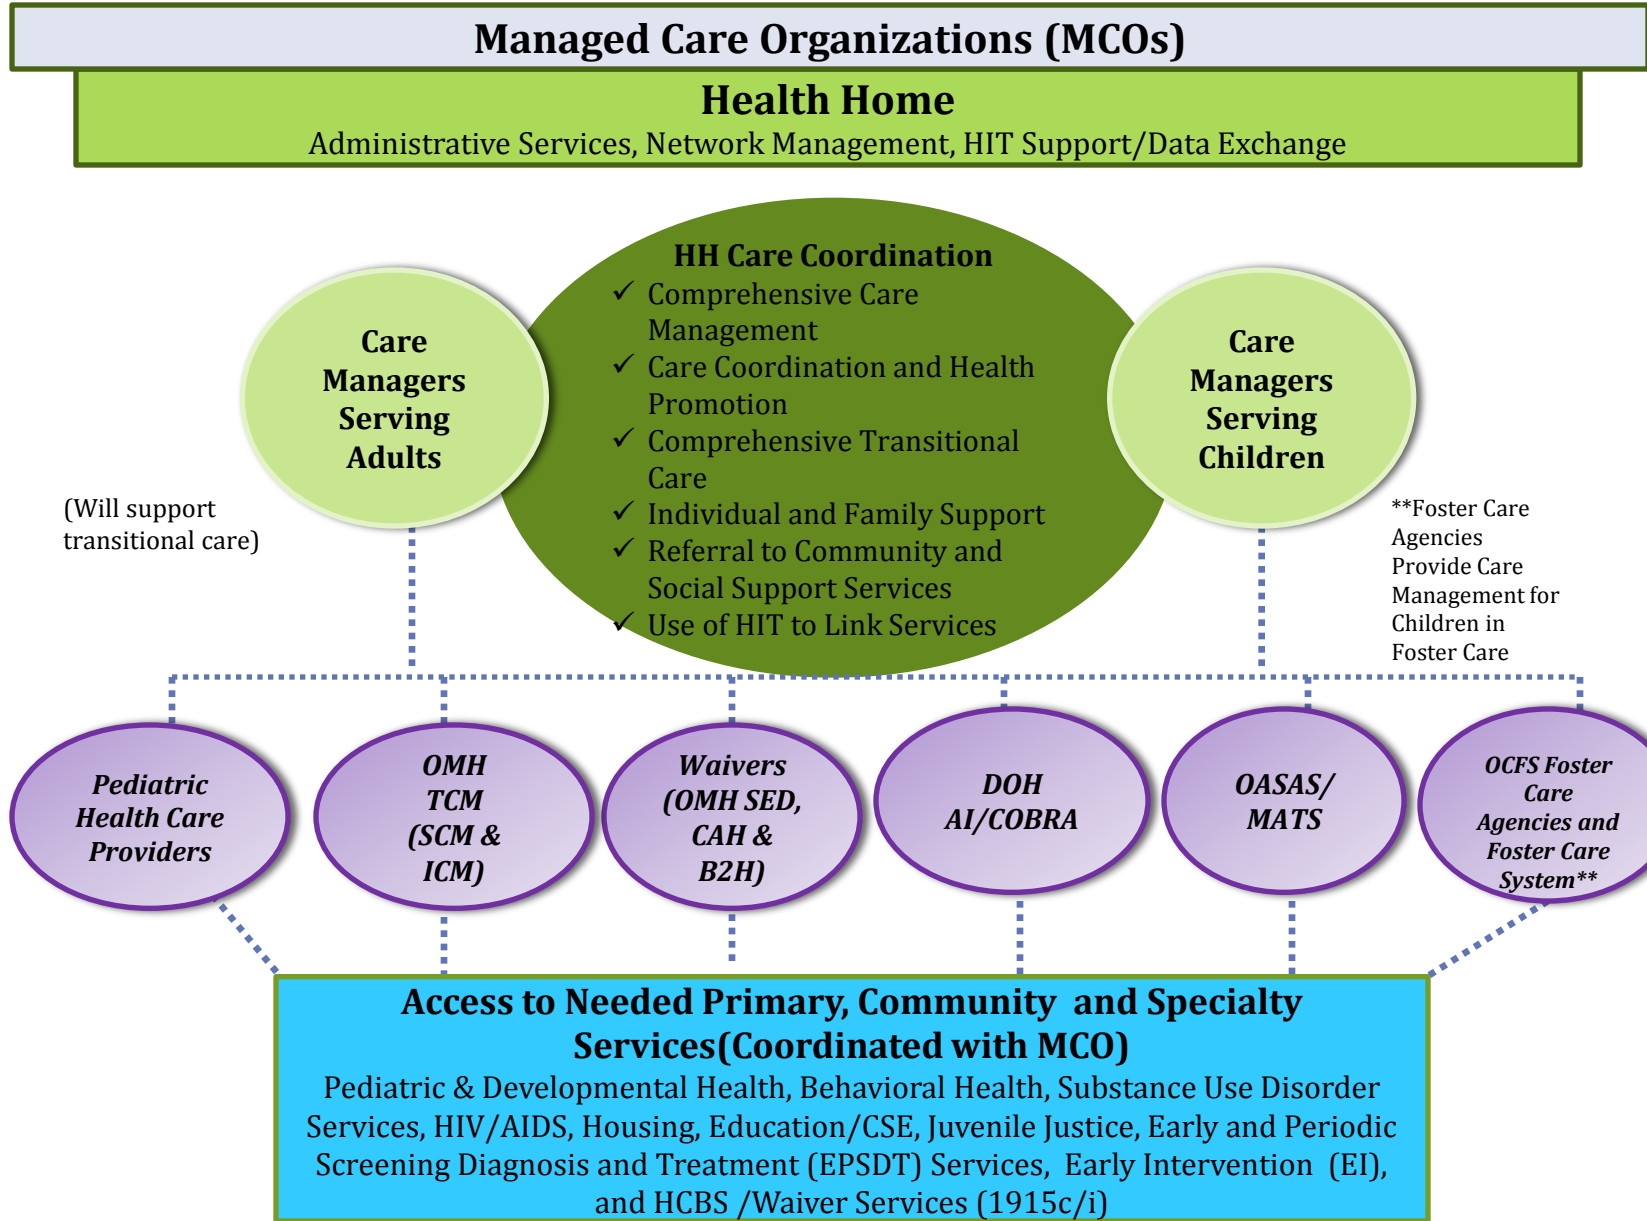 Managed Care Organizations (MCOs)
Health Home
Administrative Services, Network Management, HIT Support/Data Exchange
HH Care Coordination
✓ Comprehensive Care
Management
✓ Care Coordination and Health
Promotion
✓ Comprehensive Transitional
Care
✓ Individual and Family Support
✓ Referral to Community and
Social Support Services
✓ Use of HIT to Link Services
Care
Managers
Serving
Adults
Care
Managers
Serving
Children
(Will support
transitional care)
**Foster Care
Agencies
Provide Care
Management for
Children in
Foster Care
Pediatric
Health Care
Providers
OMH
TCM
(SCM &
ICM)
Waivers
(OMH SED,
CAH &
B2H)
DOH
AI/COBRA
OASAS/
MATS
OCFS Foster
Care
Agencies and
Foster Care
System**
Access to Needed Primary, Community and Specialty
Services(Coordinated with MCO)
Pediatric & Developmental Health, Behavioral Health, Substance Use Disorder
Services, HIV/AIDS, Housing, Education/CSE, Juvenile Justice, Early and Periodic
Screening Diagnosis and Treatment (EPSDT) Services, Early Intervention (EI),
and HCBS /Waiver Services (1915c/i)